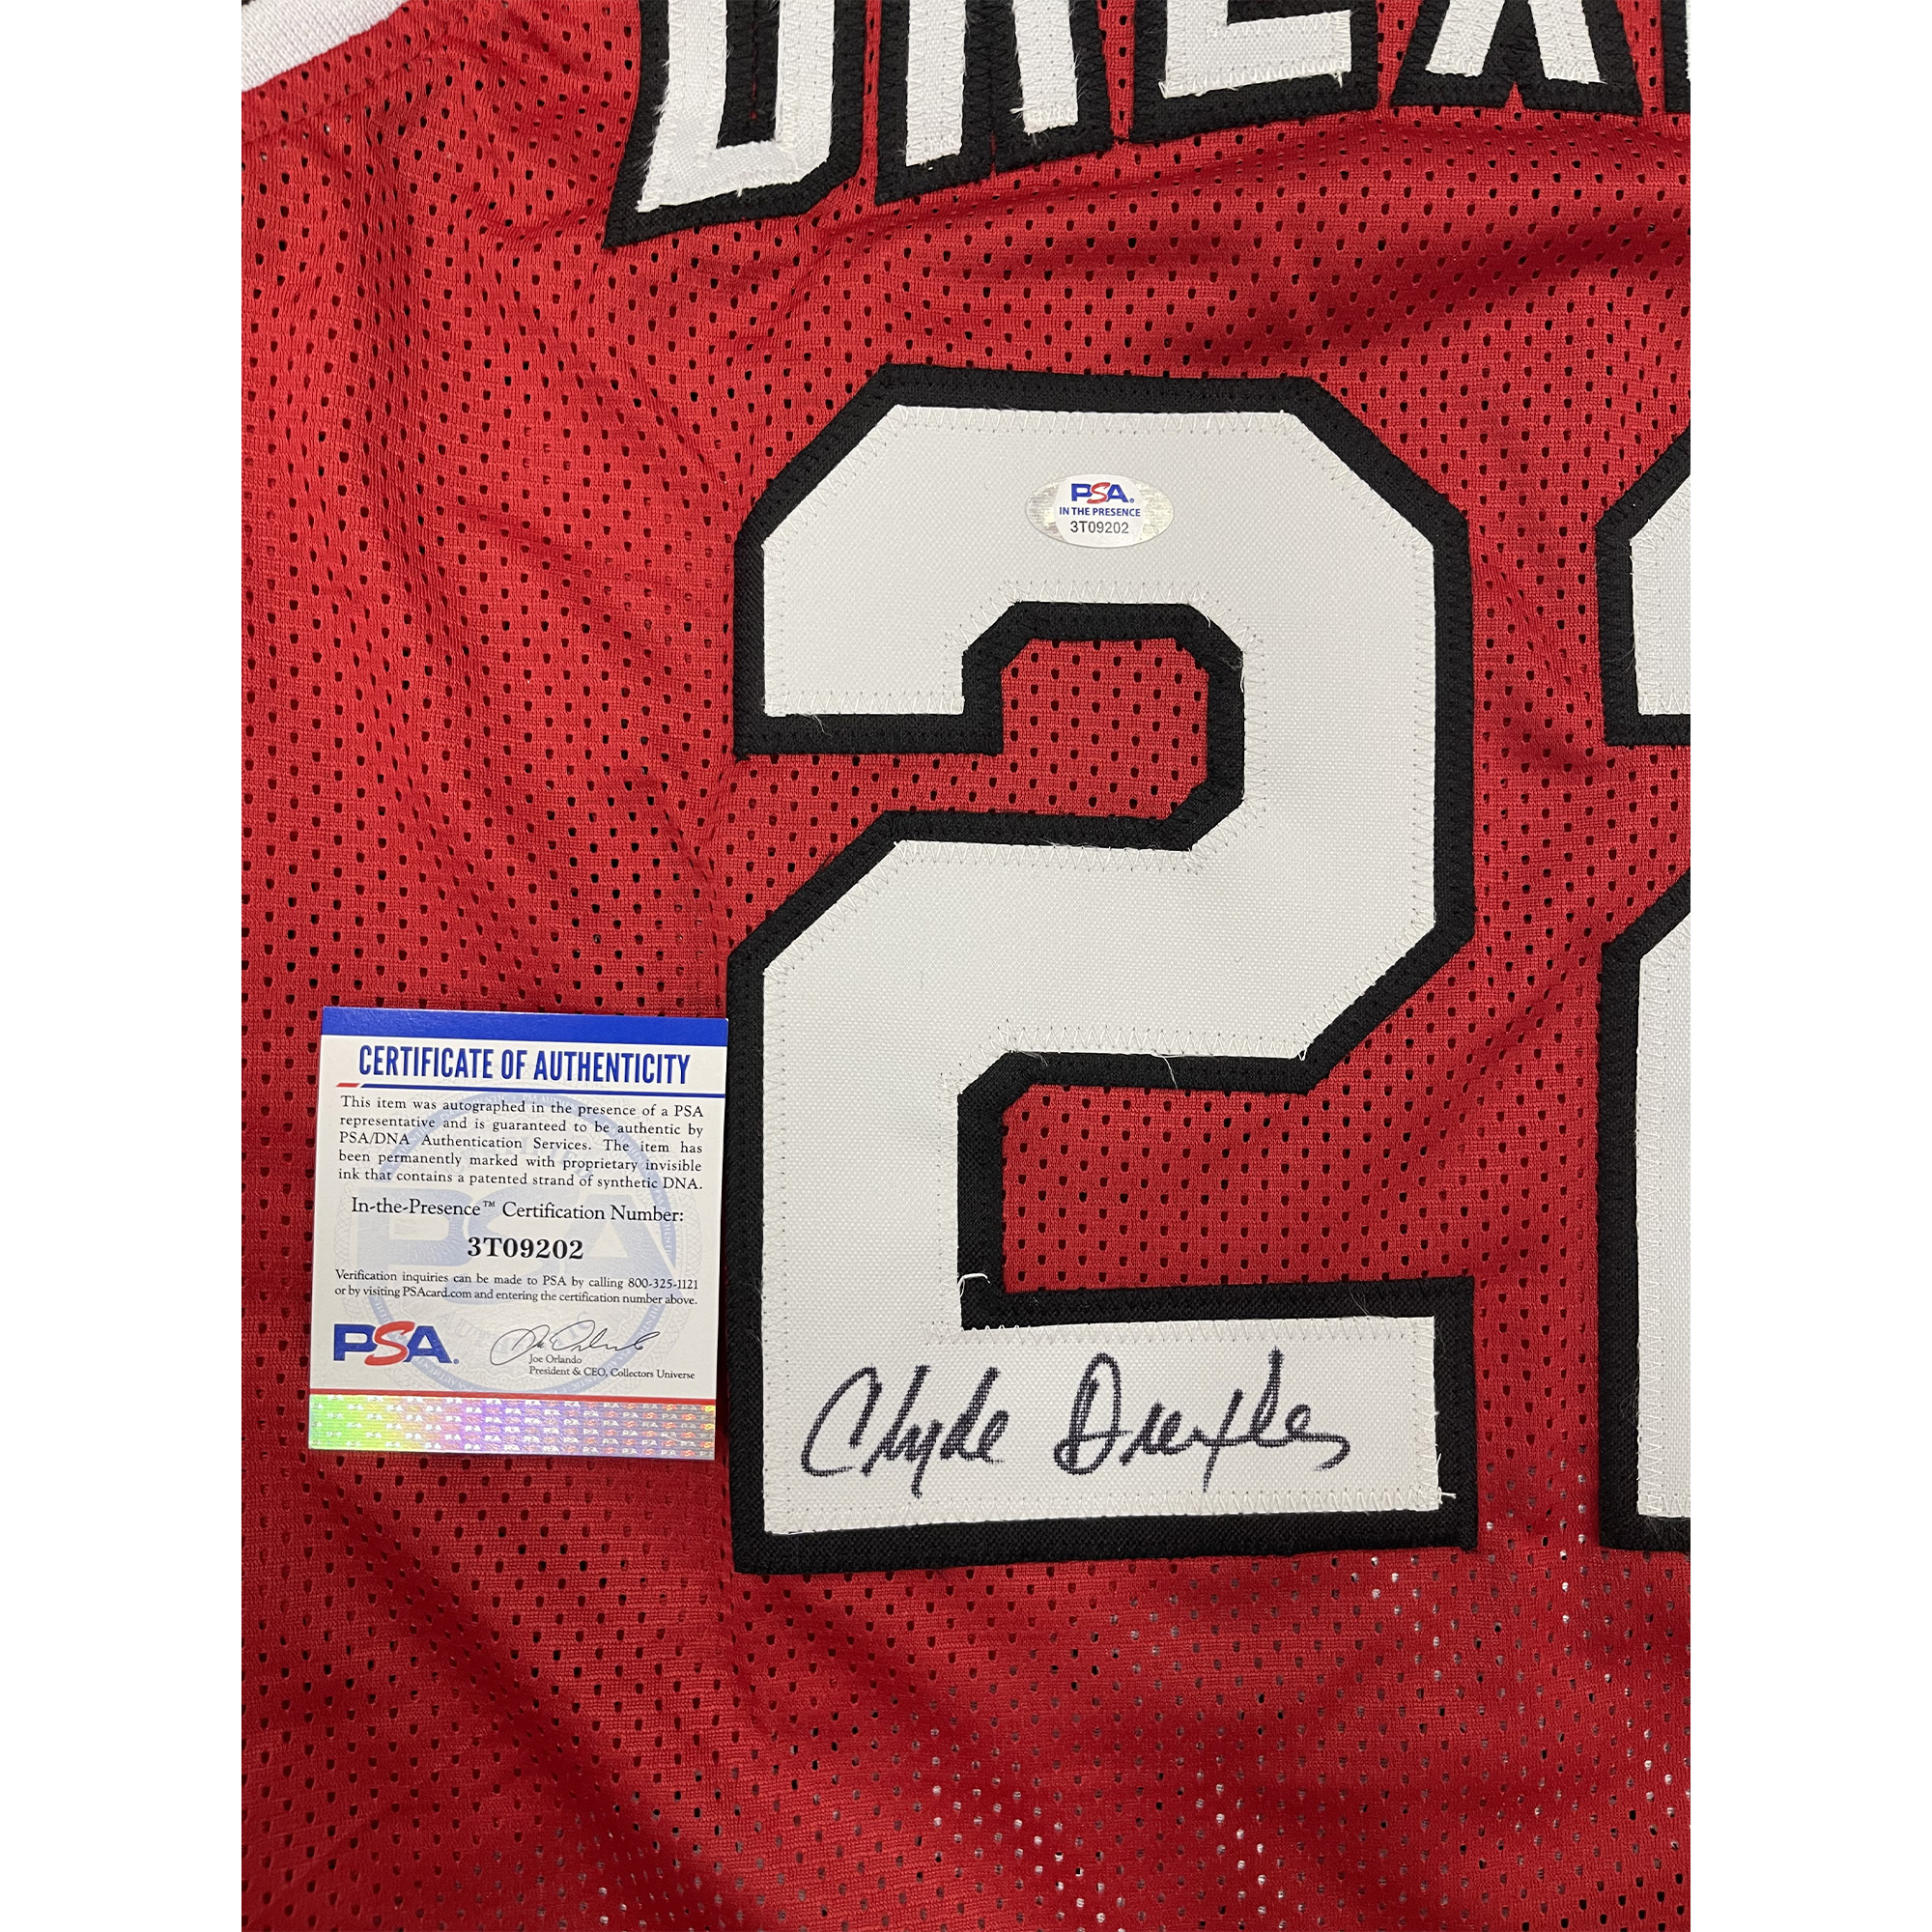 DREX
2
PSA.
IN THE PRESENCE
3T09202
CERTIFICATE OF AUTHENTICITY
This item was autographed in the presence of a PSA
representative and is guaranteed to be authentic by
PSA/DNA Authentication Services. The item has
been permanently marked with proprietary invisible
ink that contains a patented strand of synthetic DNA.
In-the-Presence™ Certification Number:
3T09202
Verification inquiries can be made to PSA by calling 800-325-1121
or by visiting PSAcard.com and entering the certification number above.
PSA.
Joe Orlando
President & CEO, Collectors Universe
Clyde Drexler